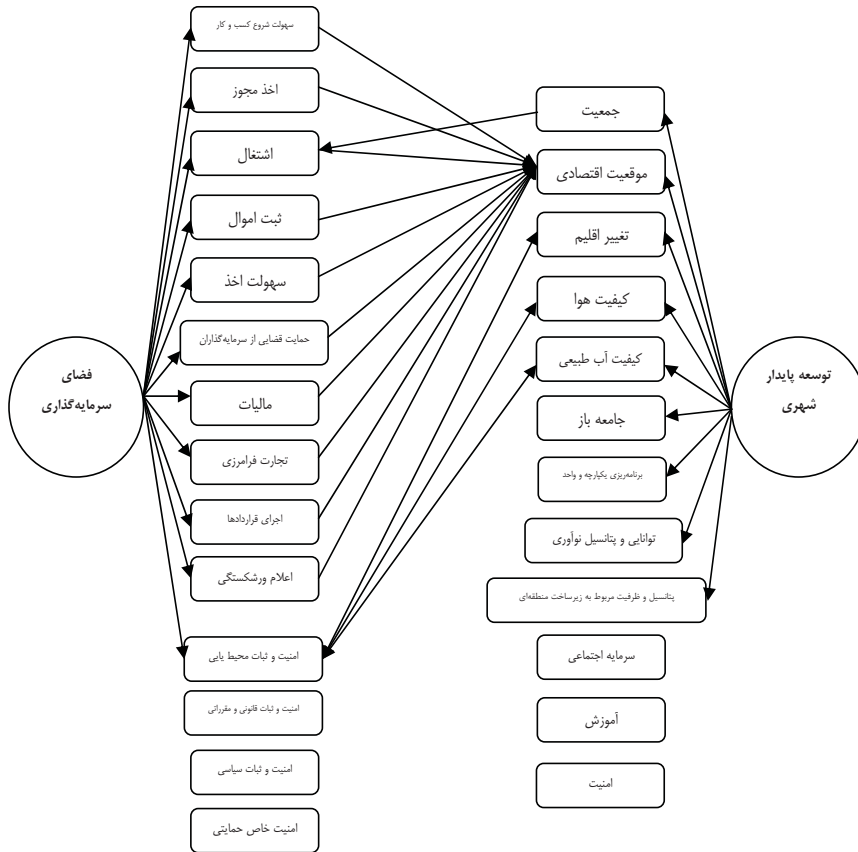 سهولت شروع کسب و کار
اخذ مجوز
اشتغال
ثبت اموال
سهولت اخذ
حمایت قضایی از سرمایه‌گذاران
مالیات
تجارت فرامرزی
اجرای قراردادها
اعلام ورشکستگی
امنیت و ثبات محیط یایی
امنیت و ثبات قانونی و مقرراتی
امنیت و ثبات سیاسی
امنیت خاص حمایتی
فضای
سرمایه‌گذاری
جمعیت
موقعیت اقتصادی
تغییر اقلیم
کیفیت هوا
کیفیت آب طبیعی
جامعه باز
برنامه‌ریزی یکپارچه و واحد
توانایی و پتانسیل نوآوری
پتانسیل و ظرفیت مربوط به زیرساخت منطقه‌ای
سرمایه اجتماعی
آموزش
امنیت
توسعه پایدار
شهری